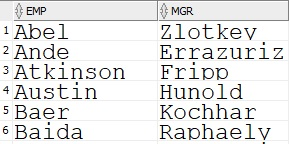 EMP MGR
1 Abel Zlotkey
2 Ande Errazuriz
3 Atkinson Fripp
4 Austin Hunold
5 Baer Kochhar
6 Baida Raphaely